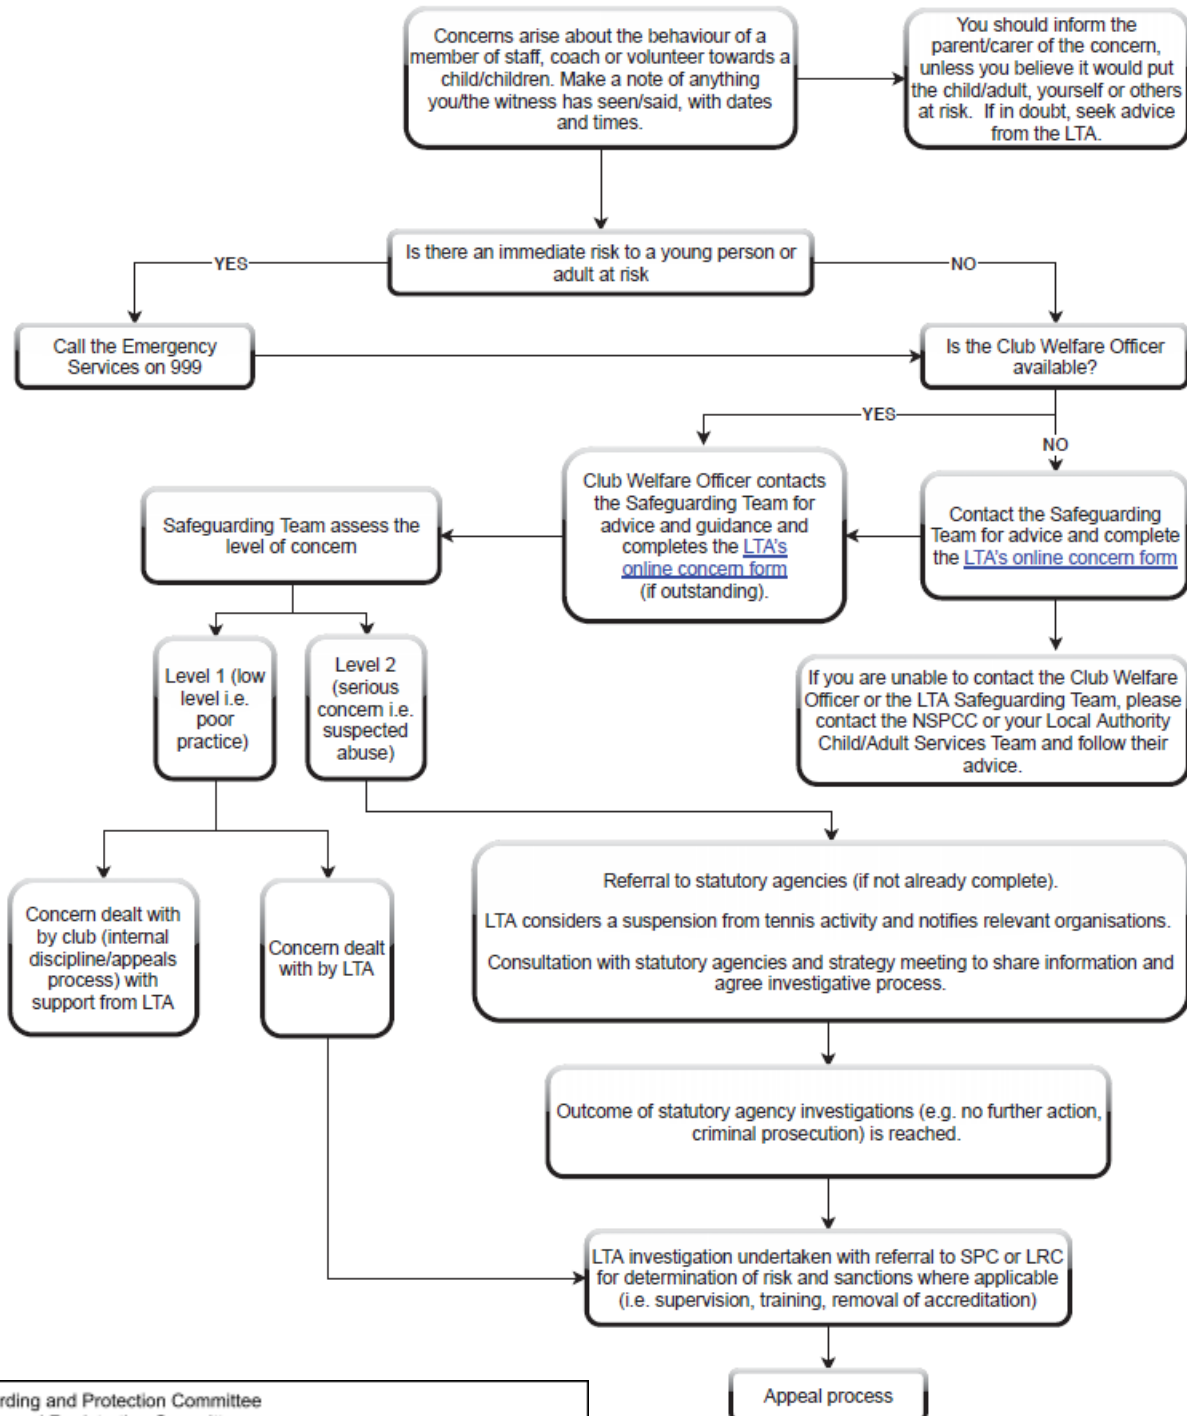 Concerns arise about the behaviour of a
member of staff, coach or volunteer towards a
child/children. Make a note of anything
you/the witness has seen/said, with dates
and times.
You should inform the
parent/carer of the concern,
unless you believe it would put
the child/adult, yourself or others
at risk. If in doubt, seek advice
from the LTA.
Is there an immediate risk to a young person or
adult at risk
YES
NO
Call the Emergency
Services on 999
Is the Club Welfare Officer
available?
YES
NO
Club Welfare Officer contacts
the Safeguarding Team for
advice and guidance and
completes the LTA's
online concern form
(if outstanding).
Contact the Safeguarding
Team for advice and complete
the LTA's online concern form
Safeguarding Team assess the
level of concern
If you are unable to contact the Club Welfare
Officer or the LTA Safeguarding Team, please
contact the NSPCC or your Local Authority
Child/Adult Services Team and follow their
advice.
Level 1 (low
level i.e.
poor
practice)
Level 2
(serious
concern i.e.
suspected
abuse)
Concern dealt with
by club (internal
discipline/appeals
process) with
support from LTA
Concern dealt
with by LTA
Referral to statutory agencies (if not already complete).
LTA considers a suspension from tennis activity and notifies relevant organisations.
Consultation with statutory agencies and strategy meeting to share information and
agree investigative process.
Outcome of statutory agency investigations (e.g. no further action,
criminal prosecution) is reached.
LTA investigation undertaken with referral to SPC or LRC
for determination of risk and sanctions where applicable
(i.e. supervision, training, removal of accreditation)
Appeal process
rding and Protection Committee